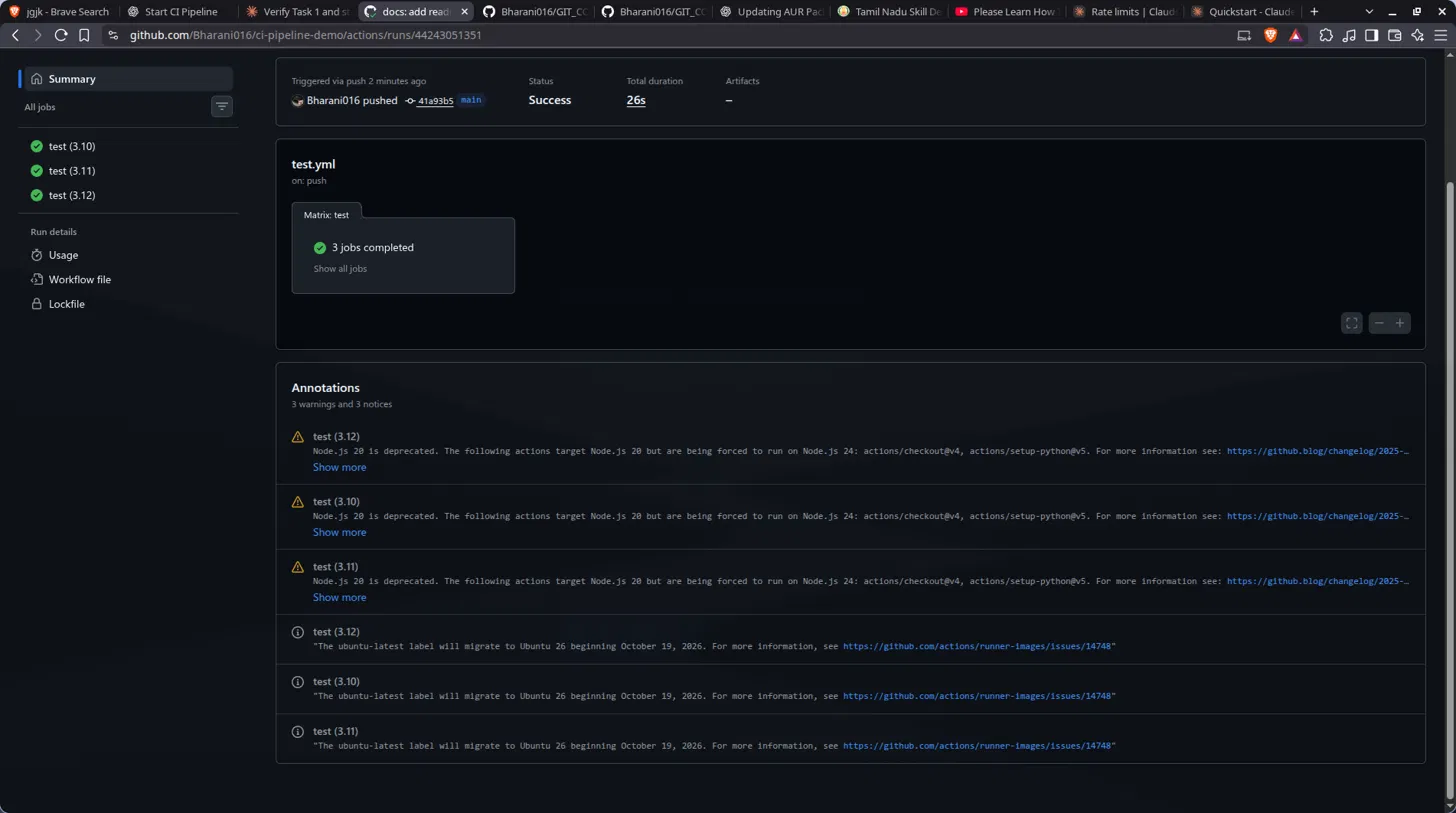 jgjk - Brave Search
Start CI Pipeline
Verify Task 1 and st
docs: add read
Bharani016/GIT_CO
Bharani016/GIT_CO
Updating AUR Pac
Tamil Nadu Skill De
Please Learn How
Rate limits | Claud
Quickstart - Claude
github.com/Bharani016/ci-pipeline-demo/actions/runs/44243051351
Summary
All jobs
test (3.10)
test (3.11)
test (3.12)
Run details
Usage
Workflow file
Lockfile
Triggered via push 2 minutes ago
Status
Total duration
Artifacts
Bharani016 pushed 41a93b5 main
Success
26s
–
test.yml
on: push
Matrix: test
3 jobs completed
Show all jobs
Annotations
3 warnings and 3 notices
test (3.12)
Node.js 20 is deprecated. The following actions target Node.js 20 but are being forced to run on Node.js 24: actions/checkout@v4, actions/setup-python@v5. For more information see: https://github.blog/changelog/2025-…
Show more
test (3.10)
Node.js 20 is deprecated. The following actions target Node.js 20 but are being forced to run on Node.js 24: actions/checkout@v4, actions/setup-python@v5. For more information see: https://github.blog/changelog/2025-…
Show more
test (3.11)
Node.js 20 is deprecated. The following actions target Node.js 20 but are being forced to run on Node.js 24: actions/checkout@v4, actions/setup-python@v5. For more information see: https://github.blog/changelog/2025-…
Show more
test (3.12)
"The ubuntu-latest label will migrate to Ubuntu 26 beginning October 19, 2026. For more information, see https://github.com/actions/runner-images/issues/14748"
test (3.10)
"The ubuntu-latest label will migrate to Ubuntu 26 beginning October 19, 2026. For more information, see https://github.com/actions/runner-images/issues/14748"
test (3.11)
"The ubuntu-latest label will migrate to Ubuntu 26 beginning October 19, 2026. For more information, see https://github.com/actions/runner-images/issues/14748"